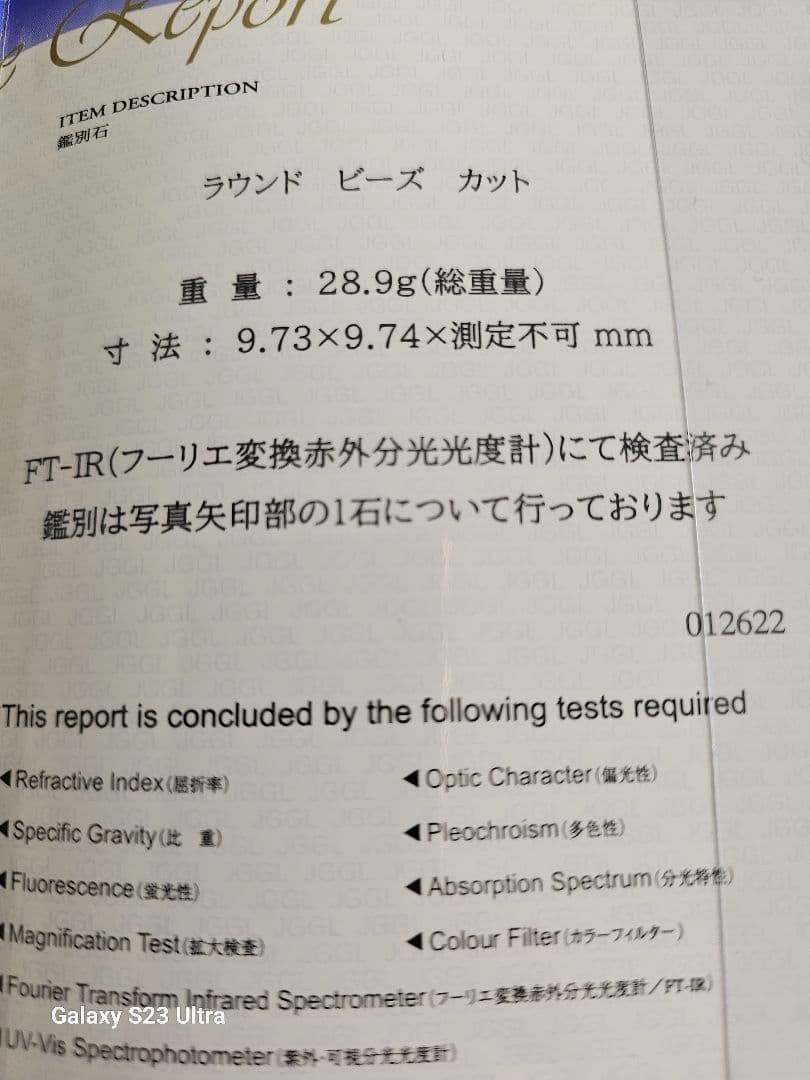 Report
ITEM DESCRIPTION
鑑別石
ラウンド ビーズ カット
重 量 : 28.9g(総重量)
寸 法 : 9.73×9.74×測定不可 mm
FT-IR(フーリエ変換赤外分光光度計)にて検査済み
鑑別は写真矢印部の1石について行っております
012622
This report is concluded by the following tests required
◀Refractive Index(屈折率) ◀Optic Character(偏光性)
◀Specific Gravity(比 重) ◀Pleochroism(多色性)
◀Fluorescence(蛍光性) ◀Absorption Spectrum(分光特性)
◀Magnification Test(拡大検査) ◀Colour Filter(カラーフィルター)
Fourier Transform Infrared Spectrometer(フーリエ変換赤外分光光度計/FT-IR)
Galaxy S23 Ultra
UV-Vis Spectrophotometer(紫外·可視分光光度計)